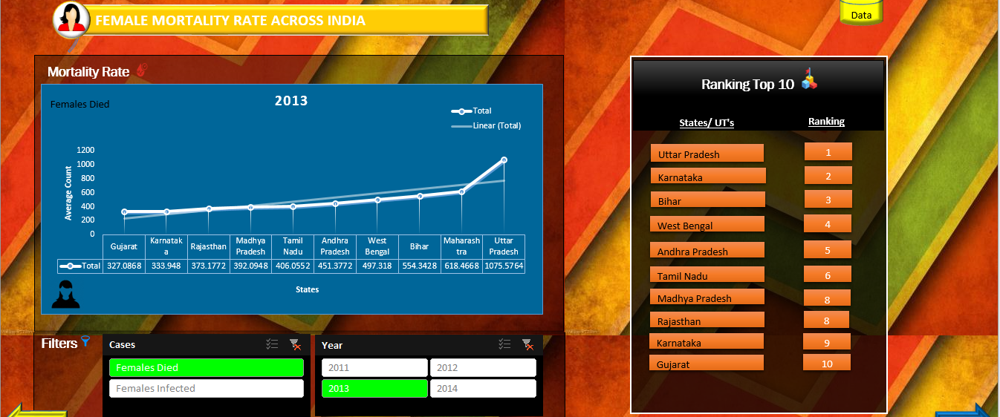 FEMALE MORTALITY RATE ACROSS INDIA
Data
Mortality Rate
Females Died
2013
Total
Linear (Total)
1200
1000
800
600
400
200
0
Average Count
Gujarat
Karnatak
a
Rajasthan
Madhya
Pradesh
Tamil
Nadu
Andhra
Pradesh
West
Bengal
Bihar
Maharash
tra
Uttar
Pradesh
Total 327.0868 333.948 373.1772 392.0948 406.0552 451.3772 497.318 554.3428 618.4668 1075.5764
States
Ranking Top 10
States/ UT's Ranking
Uttar Pradesh 1
Karnataka 2
Bihar 3
West Bengal 4
Andhra Pradesh 5
Tamil Nadu 6
Madhya Pradesh 8
Rajasthan 8
Karnataka 9
Gujarat 10
Filters
Cases
Females Died
Females Infected
Year
2011 2012
2013 2014